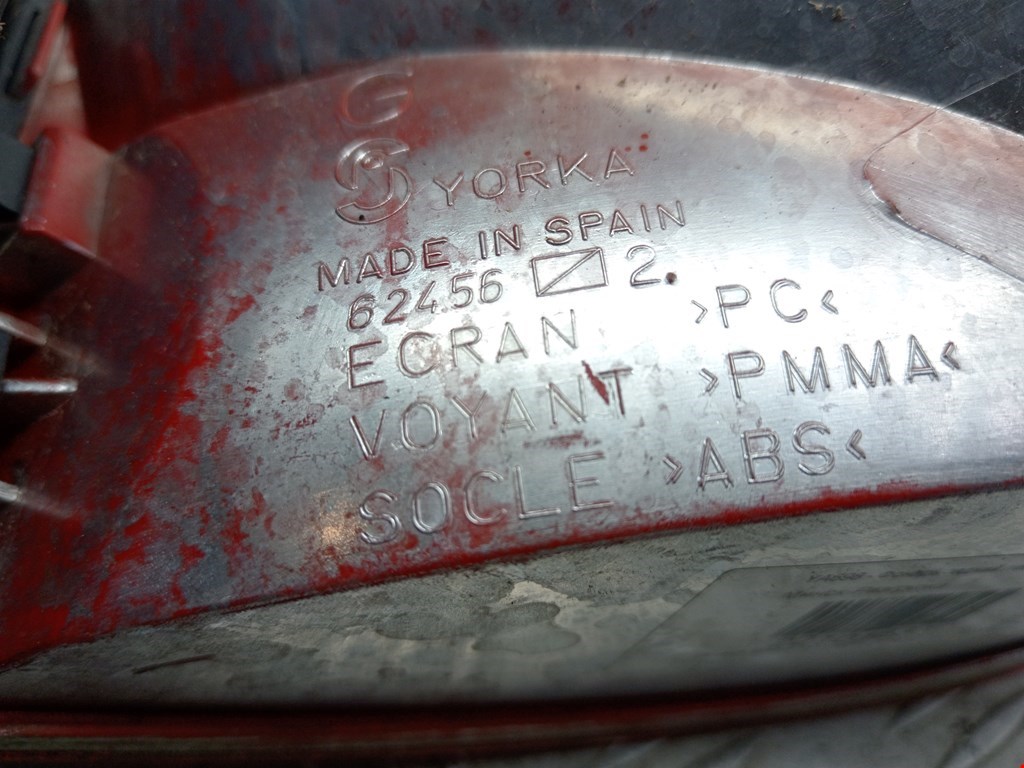 G
YORKA
MADE IN SPAIN
62456 2
ECRAN >PC<
VOYANT >PMMA<
SOCLE >ABS<